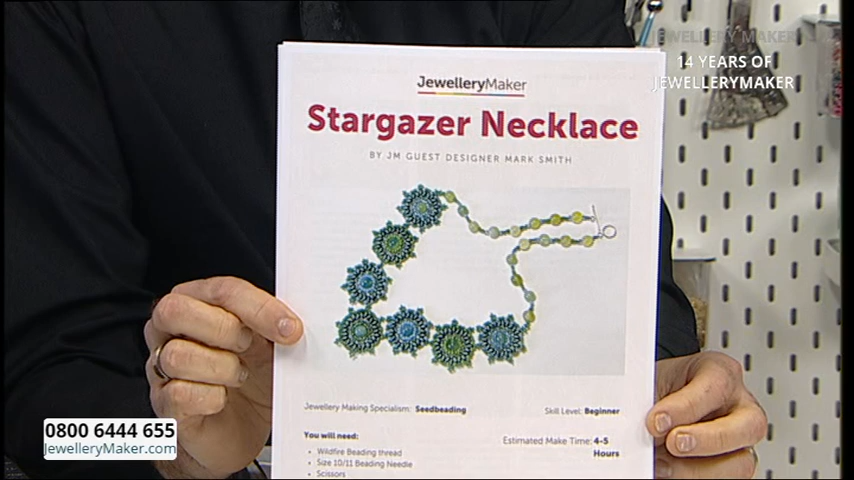 JEWELLERY MAKER
14 YEARS OF
JEWELLERYMAKER
JewelleryMaker
Stargazer Necklace
BY JM GUEST DESIGNER MARK SMITH
Jewellery Making Specialism: Seedbeading
Skill Level: Beginner
You will need:
• Wildfire Beading thread
• Size 10/11 Beading Needle
• Scissors
Estimated Make Time: 4-5
Hours
0800 6444 655
JewelleryMaker.com